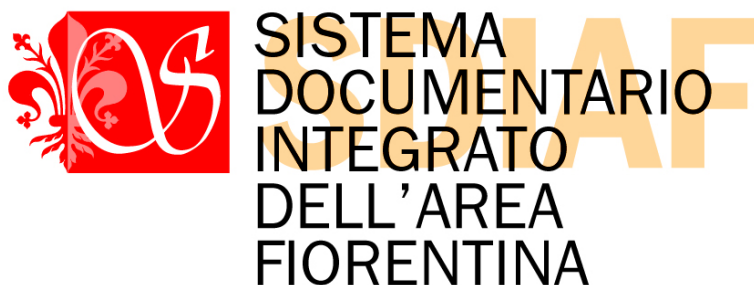 SDIAF
SISTEMA
DOCUMENTARIO
INTEGRATO
DELL'AREA
FIORENTINA